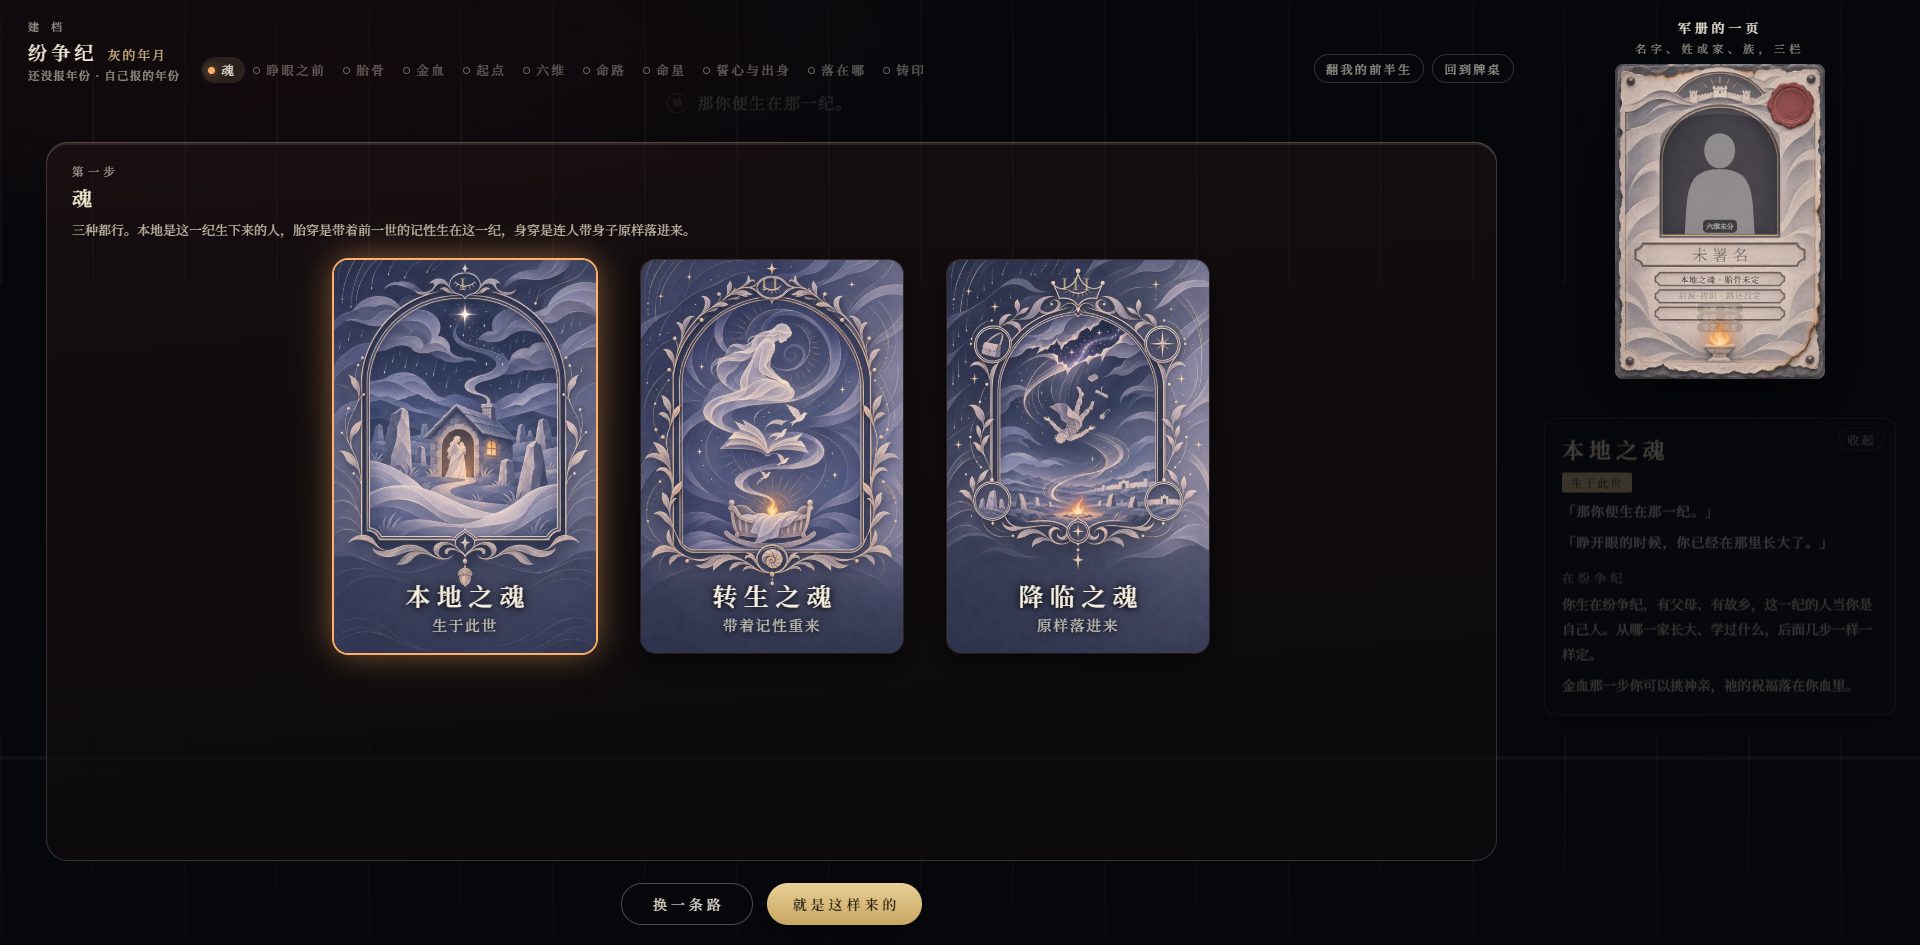 建 档
纷争纪 灰的年月
还没报年份 · 自己报的年份
魂 睁眼之前 胎骨 金血 起点 六维 命路 命星 誓心与出身 落在哪 铸印
翻我的前半生 回到牌桌
那你便生在那一纪。
第一步
魂
三种都行。本地是这一纪生下来的人，胎穿是带着前一世的记性生在这一纪，身穿是连人带身子原样落进来。
本地之魂
生于此世
转生之魂
带着记性重来
降临之魂
原样落进来
换一条路 就是这样来的
军册的一页
名字、姓或家、族，三栏
六维未分
未署名
本地之魂 · 胎骨未定
收起
本地之魂
生于此世
「那你便生在那一纪。」
「睁开眼的时候，你已经在那里长大了。」
在纷争纪
你生在纷争纪，有父母、有故乡，这一纪的人当你是
自己人。从哪一家长大、学过什么，后面几步一样一
样定。
金血那一步你可以挑神亲，祂的祝福落在你血里。